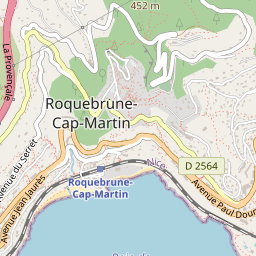 452 m
La Provençale
Roquebrune-
Cap-Martin
D 2564
Nice
Avenue du Serret
Roquebrune-
Cap-Martin
Avenue Jean Jaurès
Avenue Paul Doum